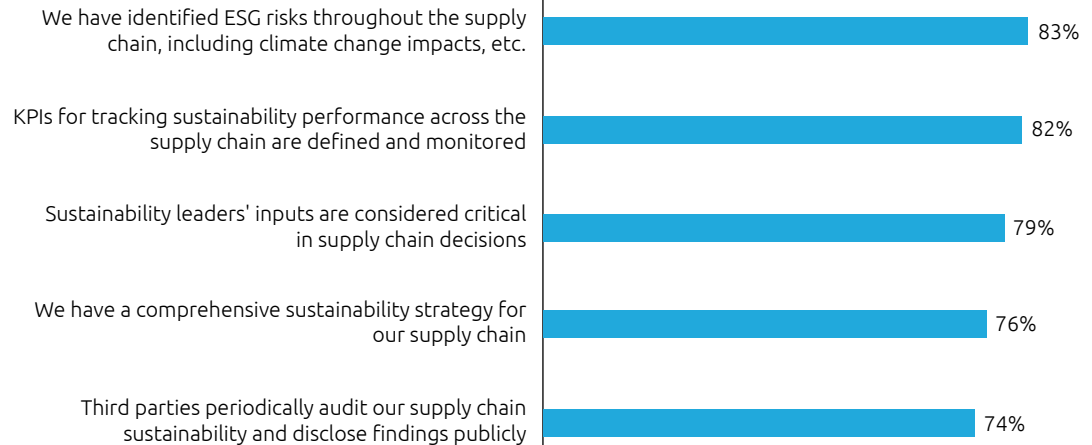 We have identified ESG risks throughout the supply
chain, including climate change impacts, etc.
83%
KPIs for tracking sustainability performance across the
supply chain are defined and monitored
82%
Sustainability leaders' inputs are considered critical
in supply chain decisions
79%
We have a comprehensive sustainability strategy for
our supply chain
76%
Third parties periodically audit our supply chain
sustainability and disclose findings publicly
74%